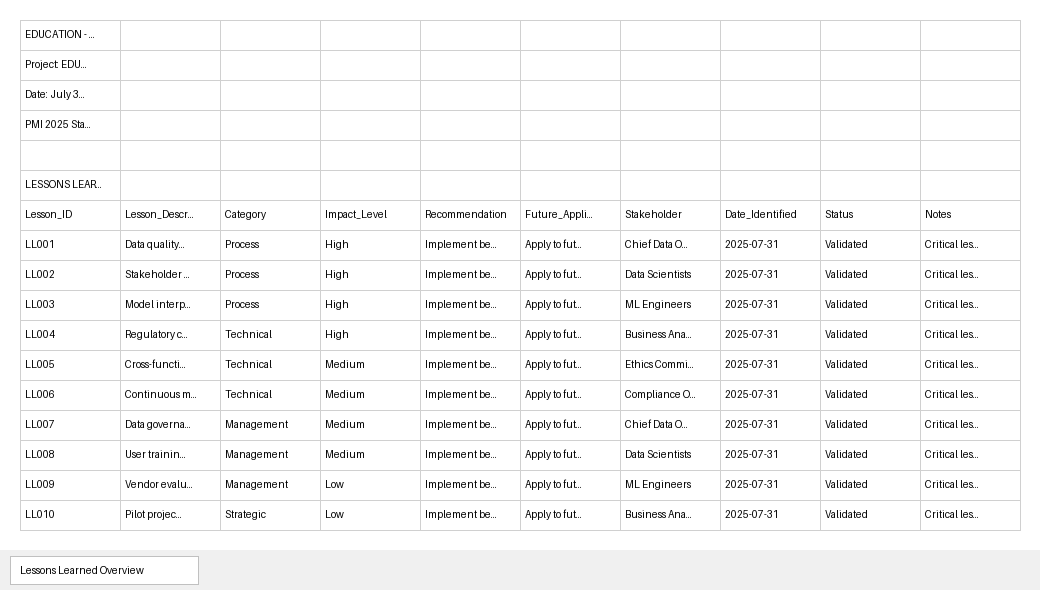 EDUCATION - ...
Project: EDU...
Date: July 3...
PMI 2025 Sta...
LESSONS LEAR...
Lesson_ID Lesson_Descr... Category Impact_Level Recommendation Future_Appli... Stakeholder Date_Identified Status Notes
LL001 Data quality... Process High Implement be... Apply to fut... Chief Data O... 2025-07-31 Validated Critical les...
LL002 Stakeholder ... Process High Implement be... Apply to fut... Data Scientists 2025-07-31 Validated Critical les...
LL003 Model interp... Process High Implement be... Apply to fut... ML Engineers 2025-07-31 Validated Critical les...
LL004 Regulatory c... Technical High Implement be... Apply to fut... Business Ana... 2025-07-31 Validated Critical les...
LL005 Cross-functi... Technical Medium Implement be... Apply to fut... Ethics Commi... 2025-07-31 Validated Critical les...
LL006 Continuous m... Technical Medium Implement be... Apply to fut... Compliance O... 2025-07-31 Validated Critical les...
LL007 Data governa... Management Medium Implement be... Apply to fut... Chief Data O... 2025-07-31 Validated Critical les...
LL008 User trainin... Management Medium Implement be... Apply to fut... Data Scientists 2025-07-31 Validated Critical les...
LL009 Vendor evalu... Management Low Implement be... Apply to fut... ML Engineers 2025-07-31 Validated Critical les...
LL010 Pilot projec... Strategic Low Implement be... Apply to fut... Business Ana... 2025-07-31 Validated Critical les...
Lessons Learned Overview